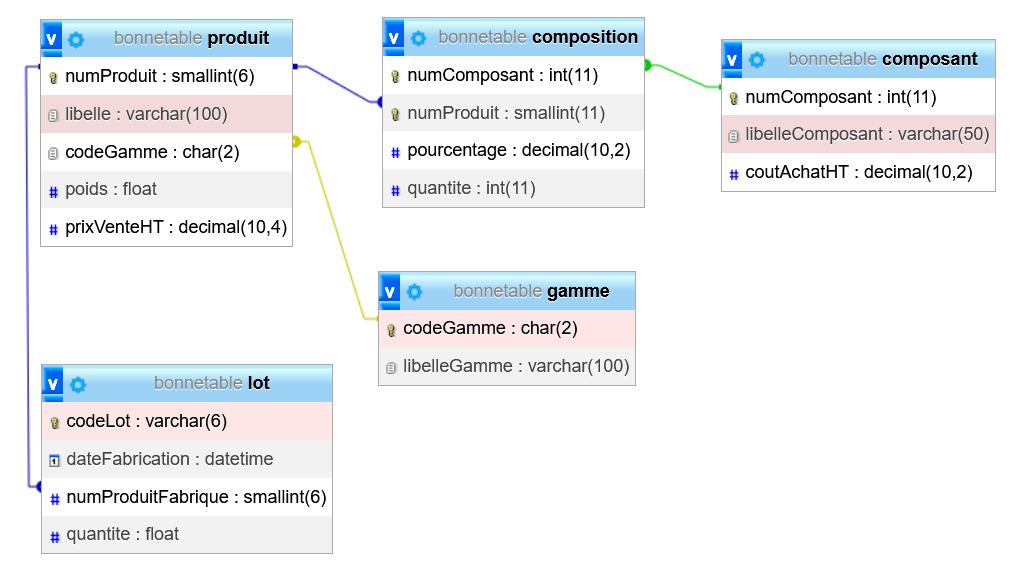 v bonnetable produit
numProduit : smallint(6)
libelle : varchar(100)
codeGamme : char(2)
poids : float
prixVenteHT : decimal(10,4)
v bonnetable composition
numComposant : int(11)
numProduit : smallint(11)
pourcentage : decimal(10,2)
quantite : int(11)
v bonnetable composant
numComposant : int(11)
libelleComposant : varchar(50)
coutAchatHT : decimal(10,2)
v bonnetable gamme
codeGamme : char(2)
libelleGamme : varchar(100)
v bonnetable lot
codeLot : varchar(6)
dateFabrication : datetime
numProduitFabrique : smallint(6)
quantite : float